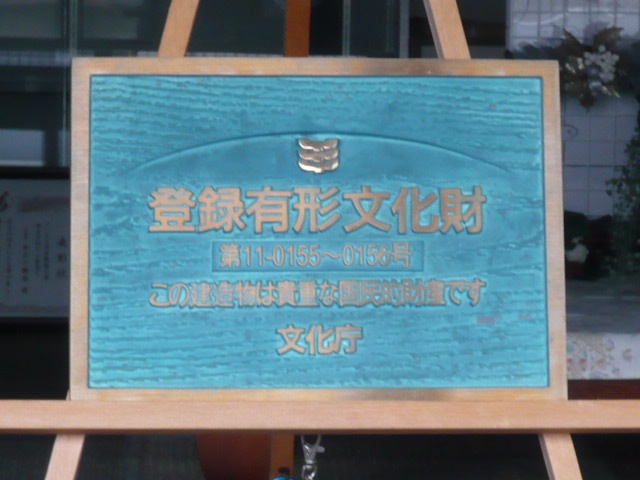 登録有形文化財
第11-0155～0156号
この建造物は貴重な国民的財産です
文化庁